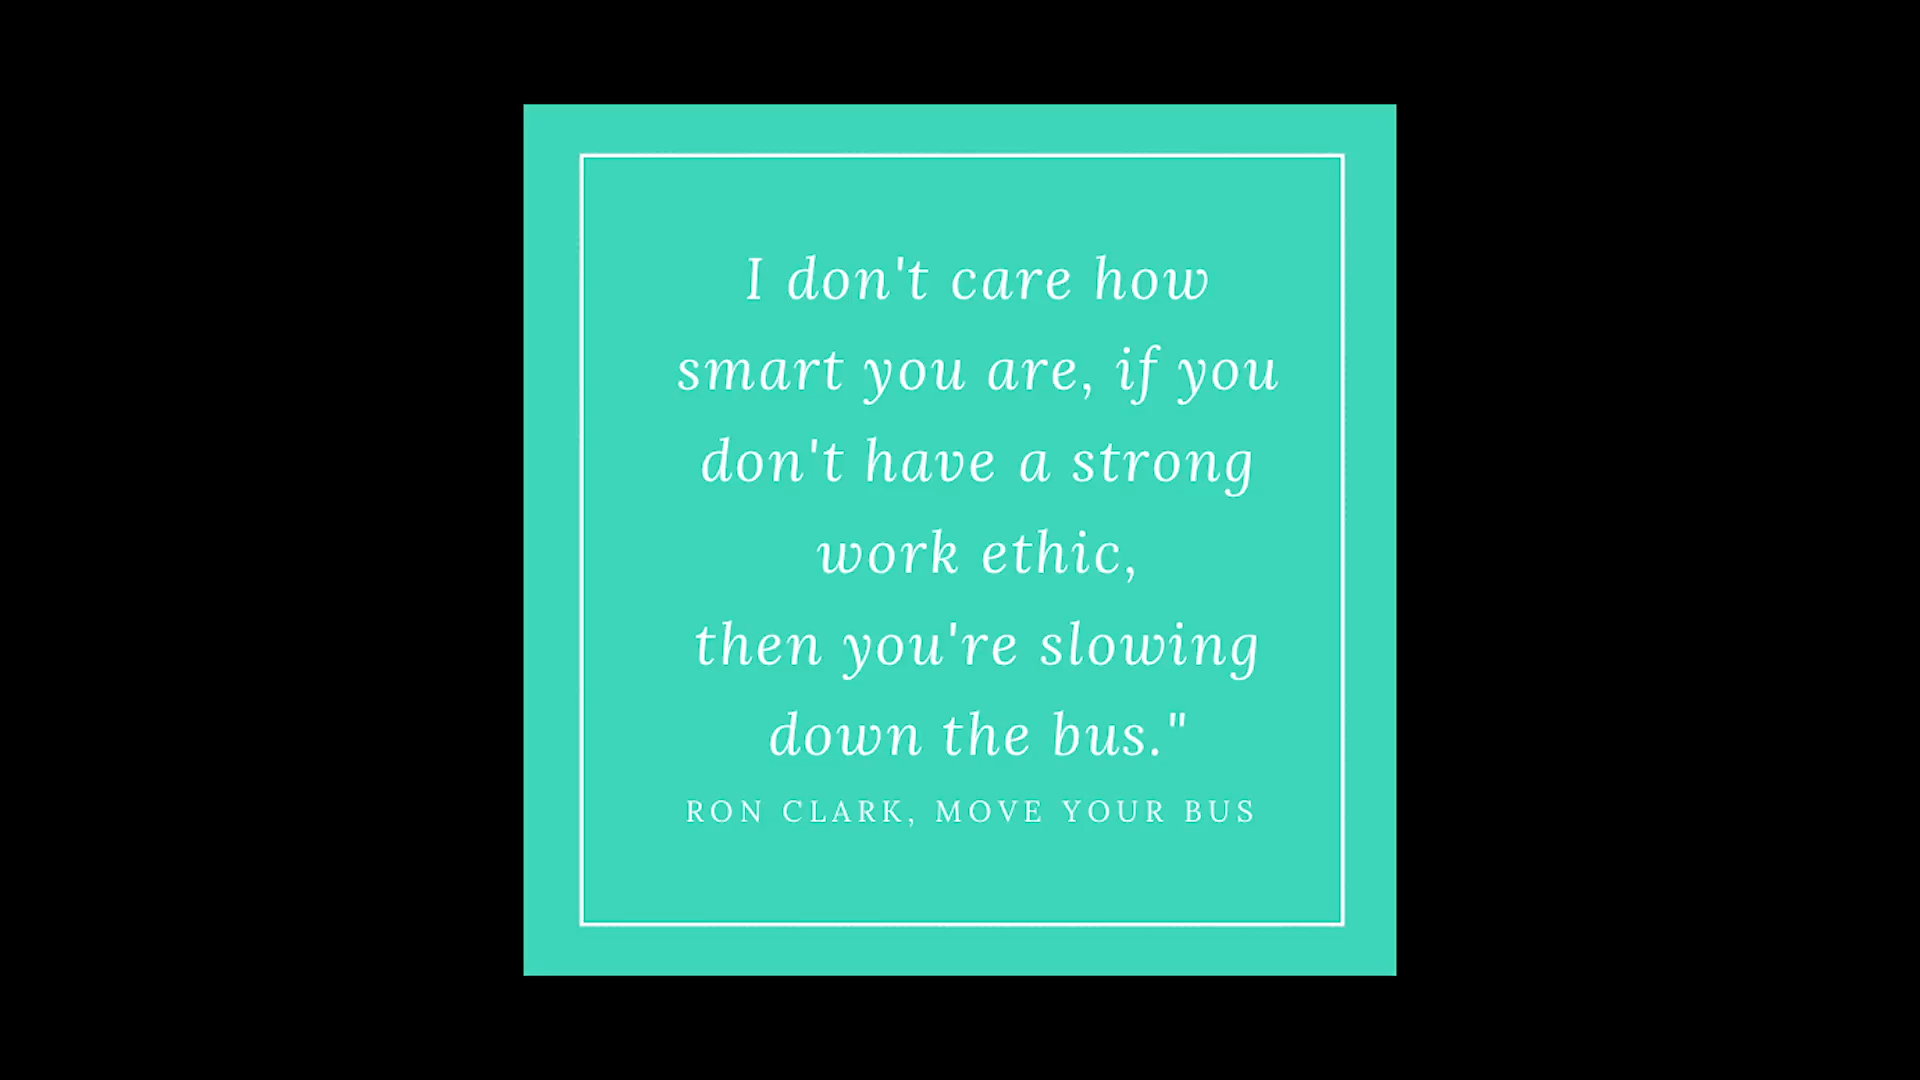 I don't care how
smart you are, if you
don't have a strong
work ethic,
then you're slowing
down the bus."
RON CLARK, MOVE YOUR BUS